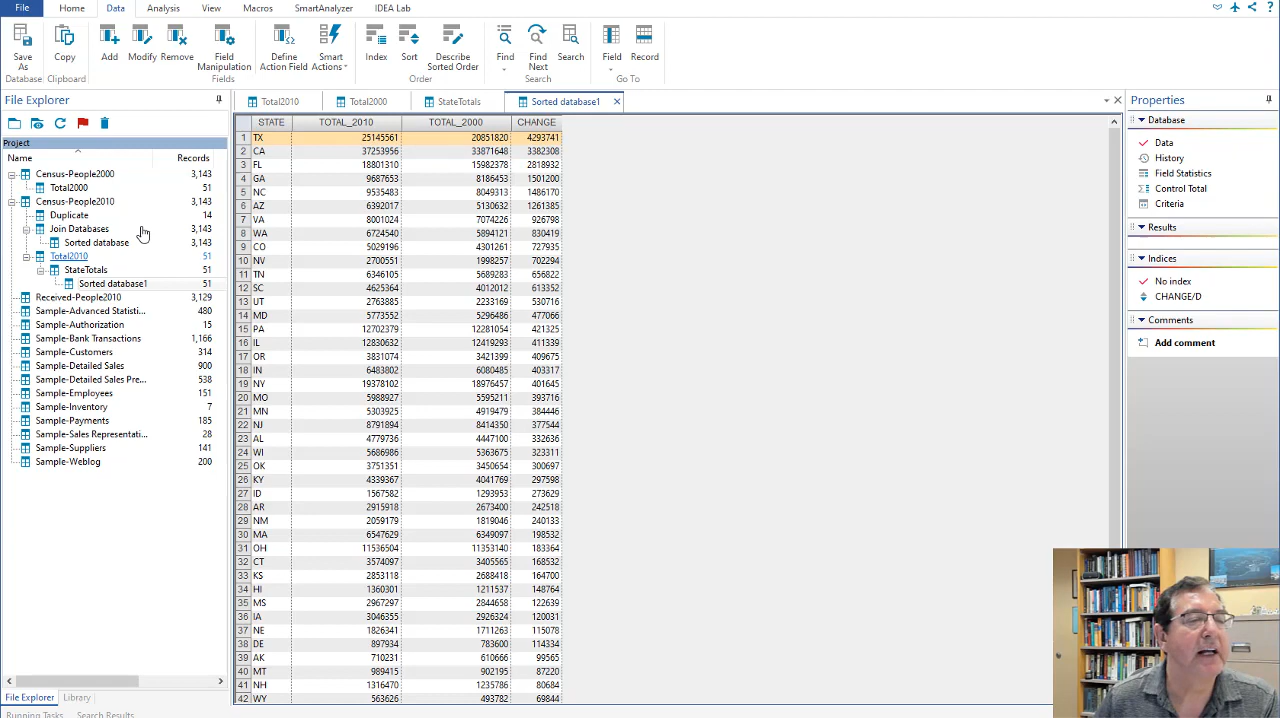 File Home Data Analysis View Macros SmartAnalyzer IDEA Lab ?
Save As Copy Add Modify Remove Field Manipulation Define Action Field Smart Actions Index Sort Describe Sorted Order Find Find Next Search Field Record
Database Clipboard Fields Order Search Go To
File Explorer
Project
Name Records
Census-People2000 3,143
Total2000 51
Census-People2010 3,143
Duplicate 14
Join Databases 3,143
Sorted database 3,143
Total2010 51
StateTotals 51
Sorted database1 51
Received-People2010 3,129
Sample-Advanced Statisti... 480
Sample-Authorization 15
Sample-Bank Transactions 1,166
Sample-Customers 314
Sample-Detailed Sales 900
Sample-Detailed Sales Pre... 538
Sample-Employees 151
Sample-Inventory 7
Sample-Payments 185
Sample-Sales Representati... 28
Sample-Suppliers 141
Sample-Weblog 200
File Explorer Library
Running Tasks Search Results
Total2010 Total2000 StateTotals Sorted database1
STATE TOTAL_2010 TOTAL_2000 CHANGE
1 TX 25145561 20851820 4293741
2 CA 37253956 33871648 3382308
3 FL 18801310 15982378 2818932
4 GA 9687653 8186453 1501200
5 NC 9535483 8049313 1486170
6 AZ 6392017 5130632 1261385
7 VA 8001024 7074226 926798
8 WA 6724540 5894121 830419
9 CO 5029196 4301261 727935
10 NV 2700551 1998257 702294
11 TN 6346105 5689283 656822
12 SC 4625364 4012012 613352
13 UT 2763885 2233169 530716
14 MD 5773552 5296486 477066
15 PA 12702379 12281054 421325
16 IL 12830632 12419293 411339
17 OR 3831074 3421399 409675
18 IN 6483802 6080485 403317
19 NY 19378102 18976457 401645
20 MO 5988927 5595211 393716
21 MN 5303925 4919479 384446
22 NJ 8791894 8414350 377544
23 AL 4779736 4447100 332636
24 WI 5686986 5363675 323311
25 OK 3751351 3450654 300697
26 KY 4339367 4041769 297598
27 ID 1567582 1293953 273629
28 AR 2915918 2673400 242518
29 NM 2059179 1819046 240133
30 MA 6547629 6349097 198532
31 OH 11536504 11353140 183364
32 CT 3574097 3405565 168532
33 KS 2853118 2688418 164700
34 HI 1360301 1211537 148764
35 MS 2967297 2844658 122639
36 IA 3046355 2926324 120031
37 NE 1826341 1711263 115078
38 DE 897934 783600 114334
39 AK 710231 610666 99565
40 MT 989415 902195 87220
41 NH 1316470 1235786 80684
42 WY 563626 493782 69844
Properties
Database
Data
History
Field Statistics
Control Total
Criteria
Results
Indices
No index
CHANGE/D
Comments
Add comment